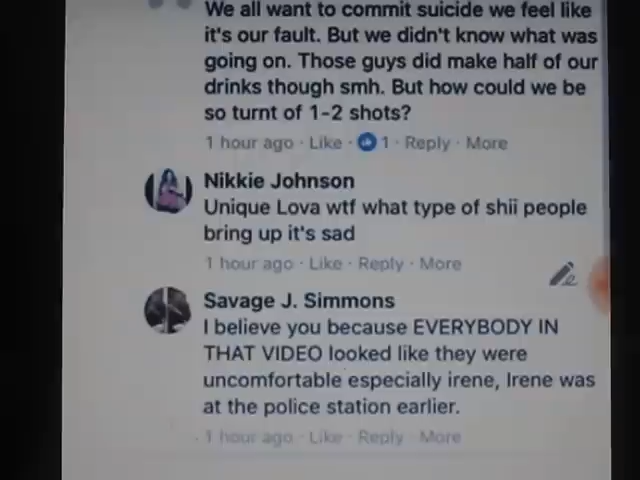 We all want to commit suicide we feel like
it's our fault. But we didn't know what was
going on. Those guys did make half of our
drinks though smh. But how could we be
so turnt of 1-2 shots?
1 hour ago · Like · 1 · Reply · More
Nikkie Johnson
Unique Lova wtf what type of shii people
bring up it's sad
1 hour ago · Like · Reply · More
Savage J. Simmons
I believe you because EVERYBODY IN
THAT VIDEO looked like they were
uncomfortable especially irene, Irene was
at the police station earlier.
1 hour ago · Like · Reply · More